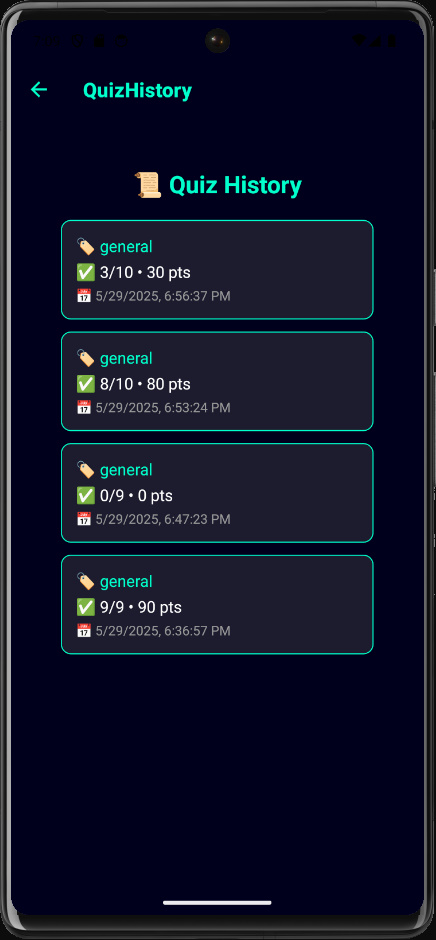 QuizHistory
📜 Quiz History
🏷️ general
✅ 3/10 • 30 pts
📅 5/29/2025, 6:56:37 PM
🏷️ general
✅ 8/10 • 80 pts
📅 5/29/2025, 6:53:24 PM
🏷️ general
✅ 0/9 • 0 pts
📅 5/29/2025, 6:47:23 PM
🏷️ general
✅ 9/9 • 90 pts
📅 5/29/2025, 6:36:57 PM